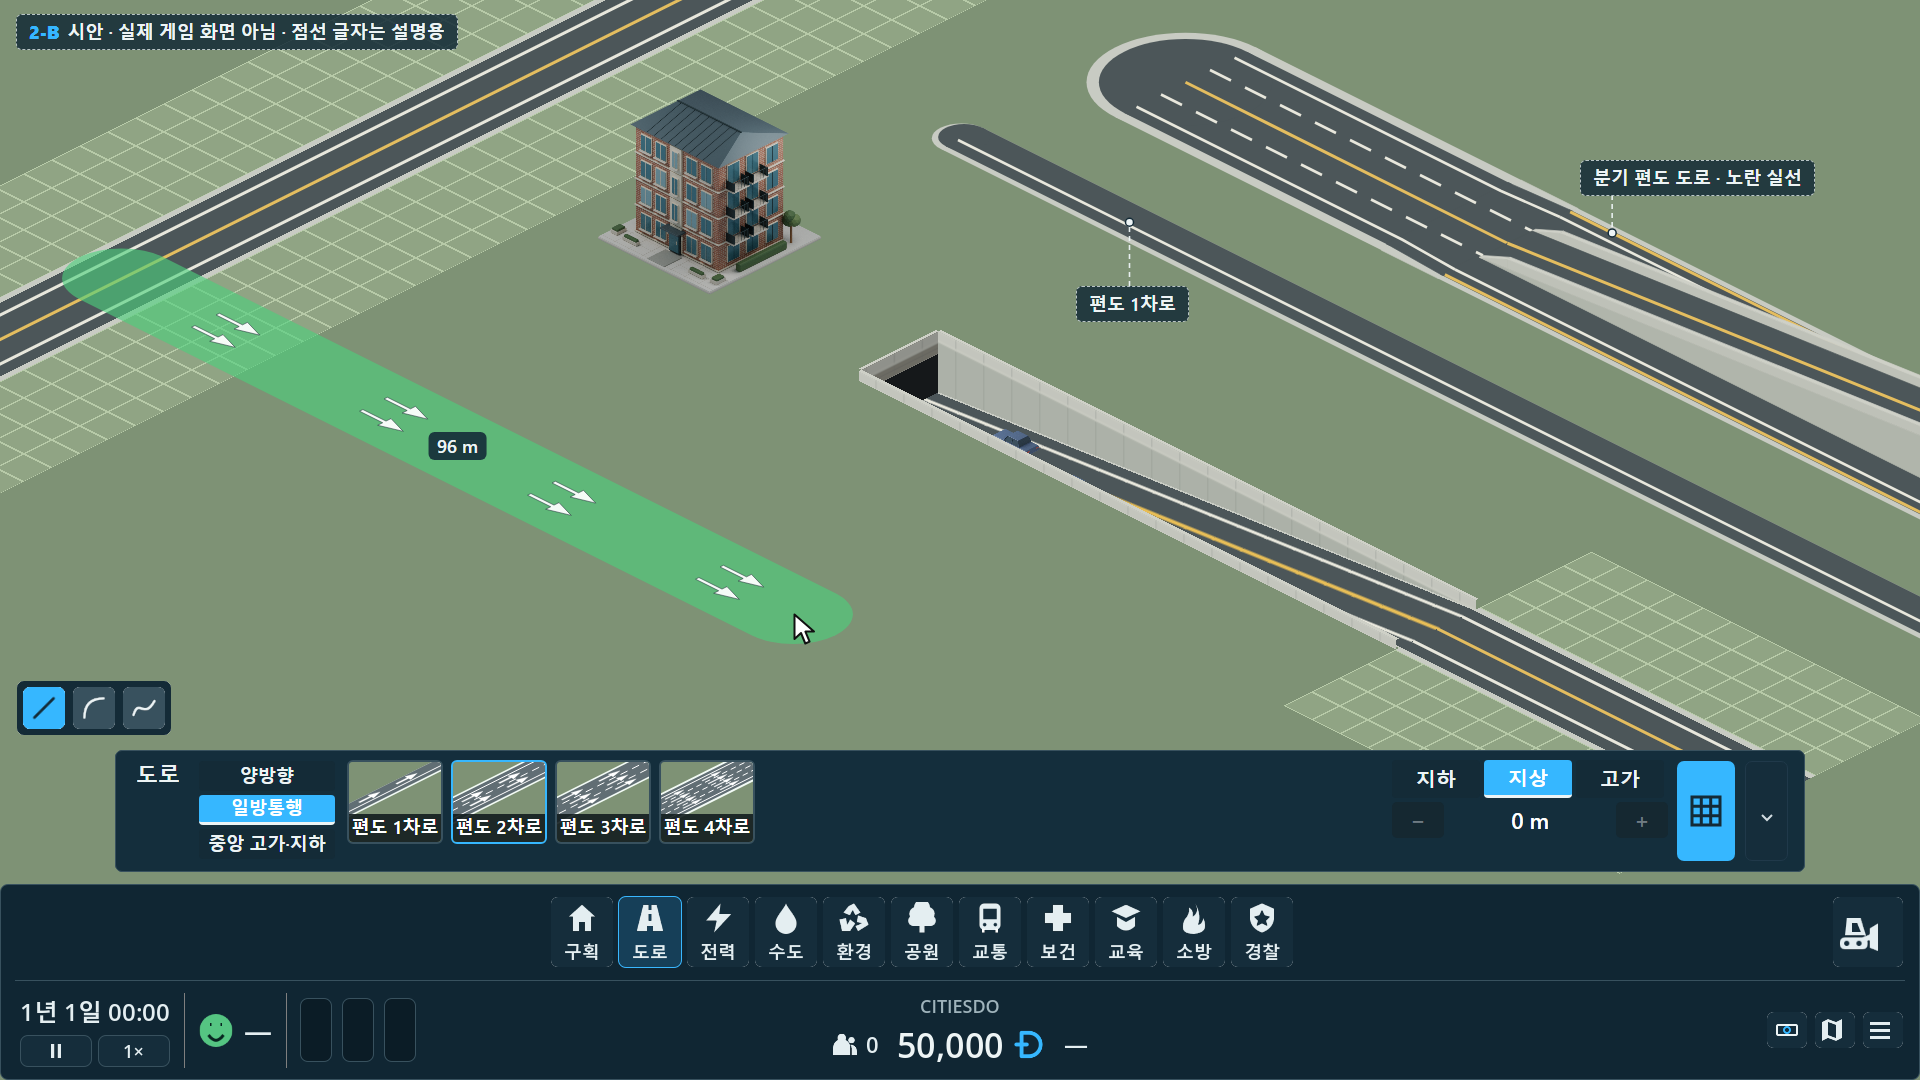 2-B 시안 · 실제 게임 화면 아님 · 점선 글자는 설명용
분기 편도 도로 · 노란 실선
편도 1차로
96 m
도로
양방향
일방통행
중앙 고가·지하
편도 1차로
편도 2차로
편도 3차로
편도 4차로
지하
지상
고가
− 0 m +
구획
도로
전력
수도
환경
공원
교통
보건
교육
소방
경찰
1년 1일 00:00
1×
—
CITIESDO
0
50,000
—